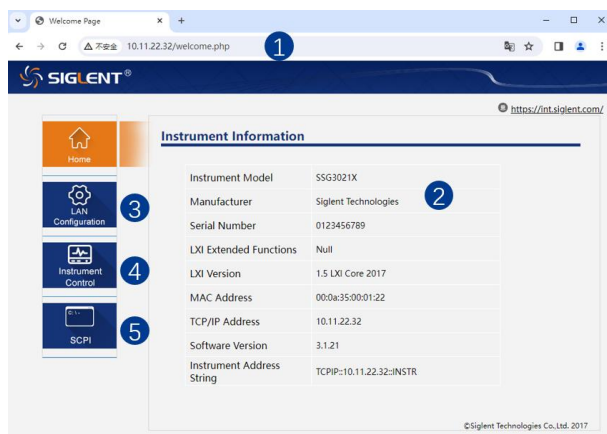 Welcome Page
不安全 10.11.22.32/welcome.php 1
SIGLENT®
https://int.siglent.com/
Home
Instrument Information
Instrument Model SSG3021X
Manufacturer Siglent Technologies 2
Serial Number 0123456789
LXI Extended Functions Null
LXI Version 1.5 LXI Core 2017
MAC Address 00:0a:35:00:01:22
TCP/IP Address 10.11.22.32
Software Version 3.1.21
Instrument Address
String TCPIP::10.11.22.32::INSTR
LAN
Configuration 3
Instrument
Control 4
C:\-
SCPI 5
©Siglent Technologies Co.,Ltd. 2017